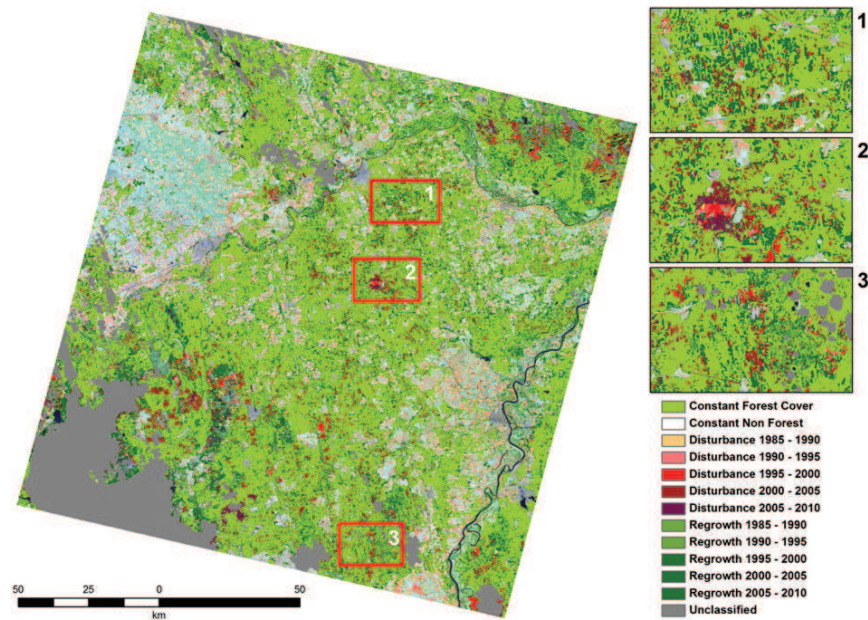 1
2
3
1
2
3
Constant Forest Cover
Constant Non Forest
Disturbance 1985 - 1990
Disturbance 1990 - 1995
Disturbance 1995 - 2000
Disturbance 2000 - 2005
Disturbance 2005 - 2010
Regrowth 1985 - 1990
Regrowth 1990 - 1995
Regrowth 1995 - 2000
Regrowth 2000 - 2005
Regrowth 2005 - 2010
Unclassified
50 25 0 50
km